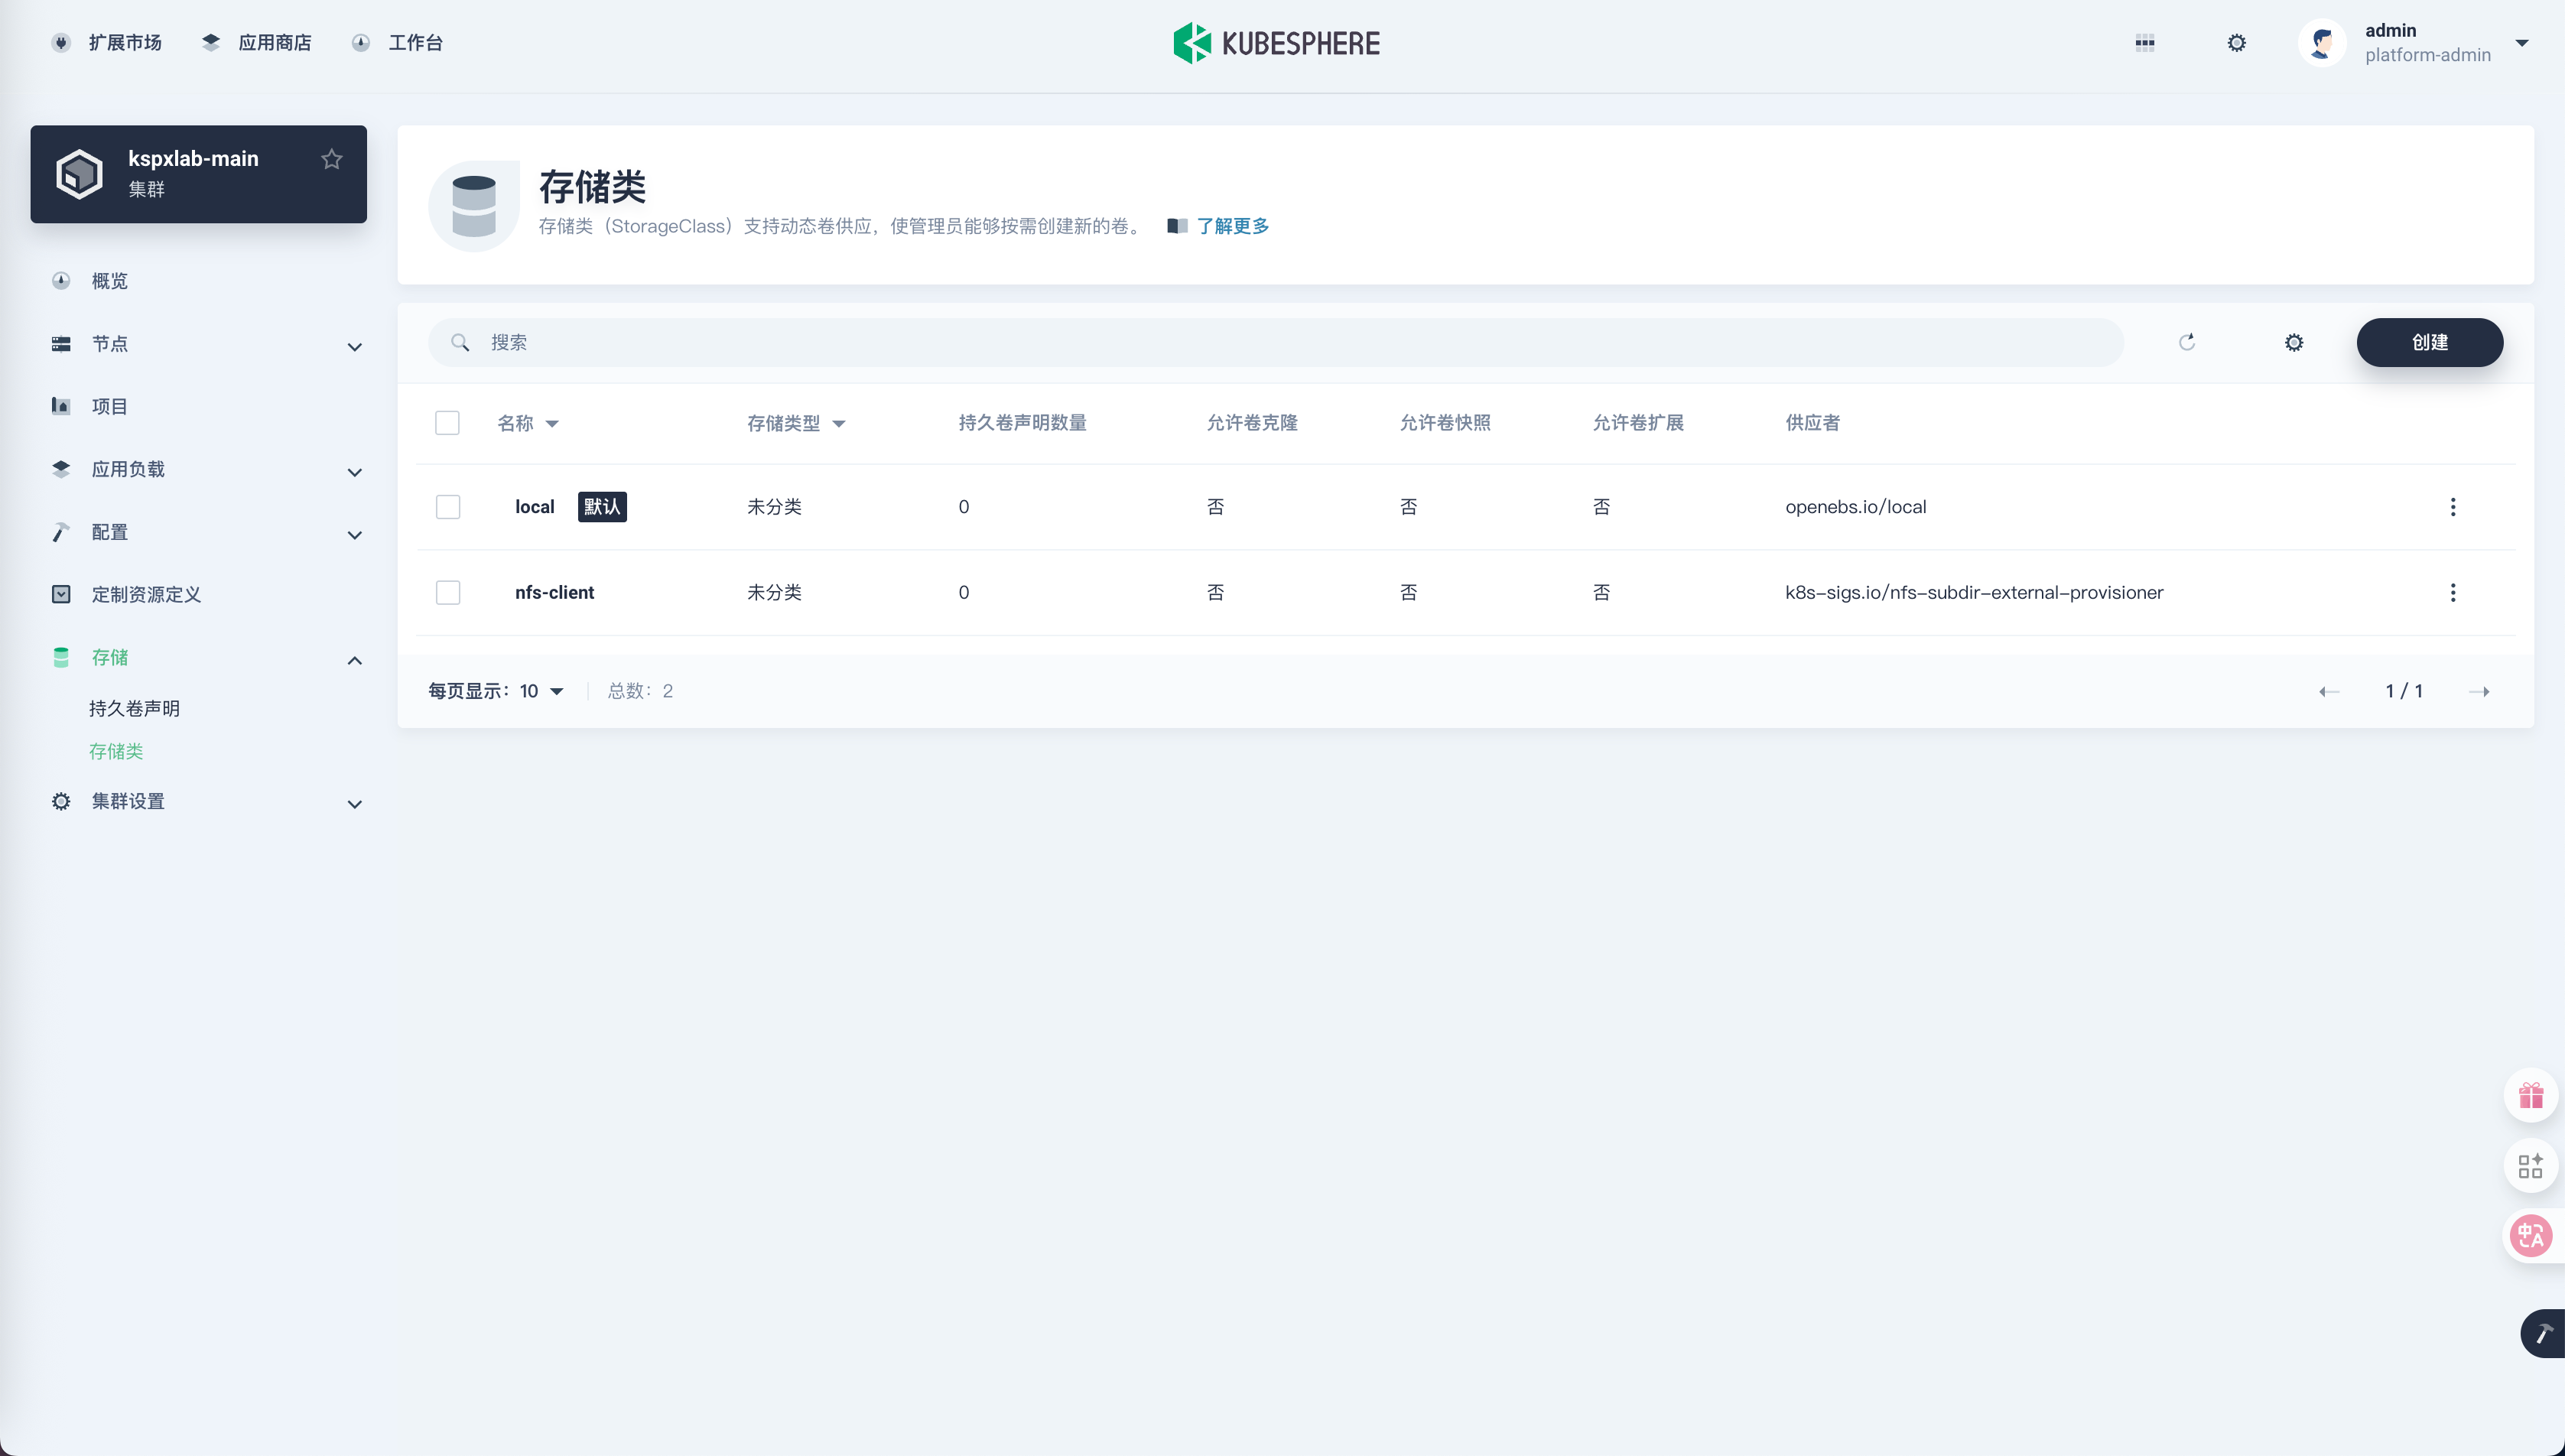 扩展市场
应用商店
工作台
KUBESPHERE
admin
platform-admin
kspxlab-main
集群
概览
节点
项目
应用负载
配置
定制资源定义
存储
持久卷声明
存储类
集群设置
存储类
存储类（StorageClass）支持动态卷供应，使管理员能够按需创建新的卷。 了解更多
搜索
创建
名称 存储类型 持久卷声明数量 允许卷克隆 允许卷快照 允许卷扩展 供应者
local 默认 未分类 0 否 否 否 openebs.io/local
nfs-client 未分类 0 否 否 否 k8s-sigs.io/nfs-subdir-external-provisioner
每页显示：10 总数：2
1 / 1
中 A